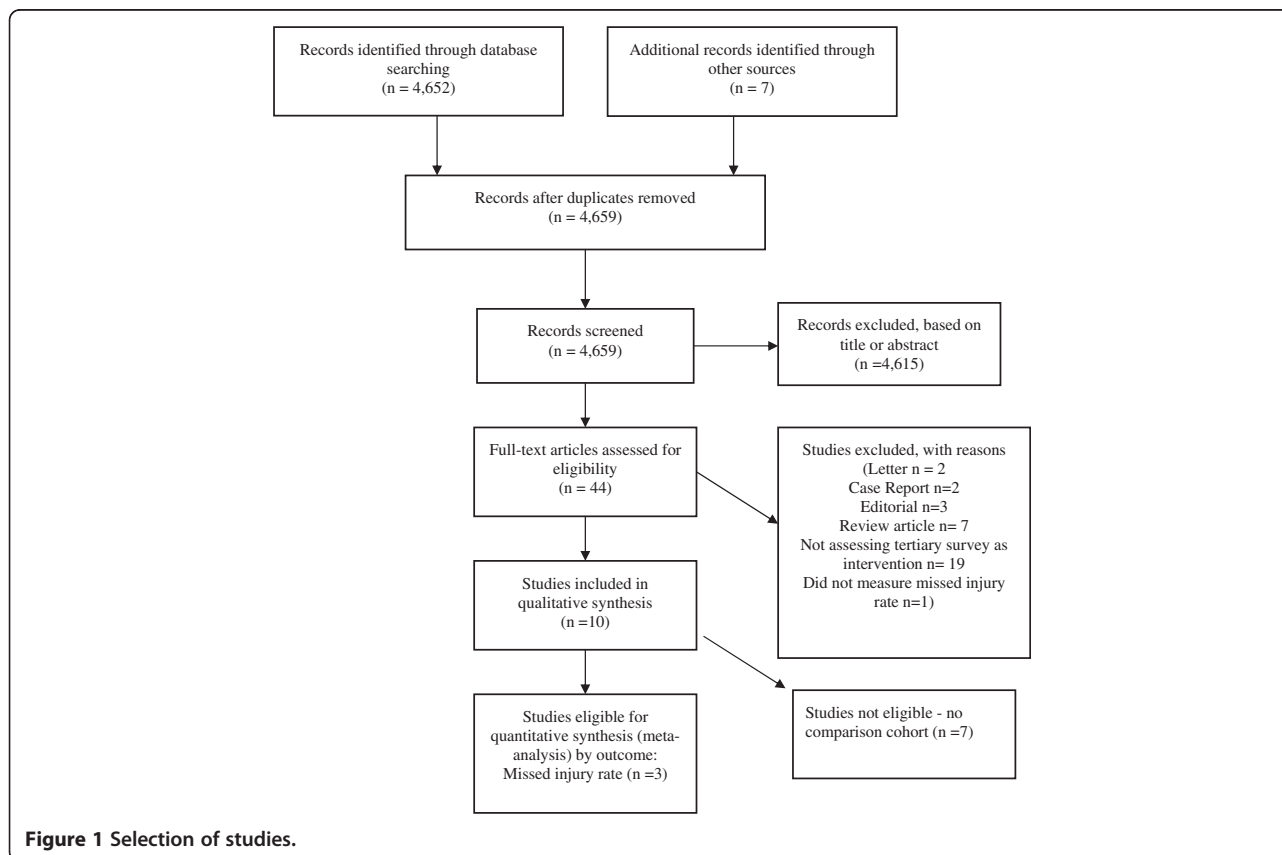 Records identified through database
searching
(n = 4,652)
Additional records identified through
other sources
(n = 7)
Records after duplicates removed
(n = 4,659)
Records screened
(n = 4,659)
Records excluded, based on
title or abstract
(n =4,615)
Full-text articles assessed for
eligibility
(n = 44)
Studies excluded, with reasons
(Letter n = 2
Case Report n=2
Editorial n=3
Review article n= 7
Not assessing tertiary survey as
intervention n= 19
Did not measure missed injury
rate n=1)
Studies included in
qualitative synthesis
(n =10)
Studies not eligible - no
comparison cohort (n =7)
Studies eligible for
quantitative synthesis (meta-
analysis) by outcome:
Missed injury rate (n =3)
Figure 1 Selection of studies.